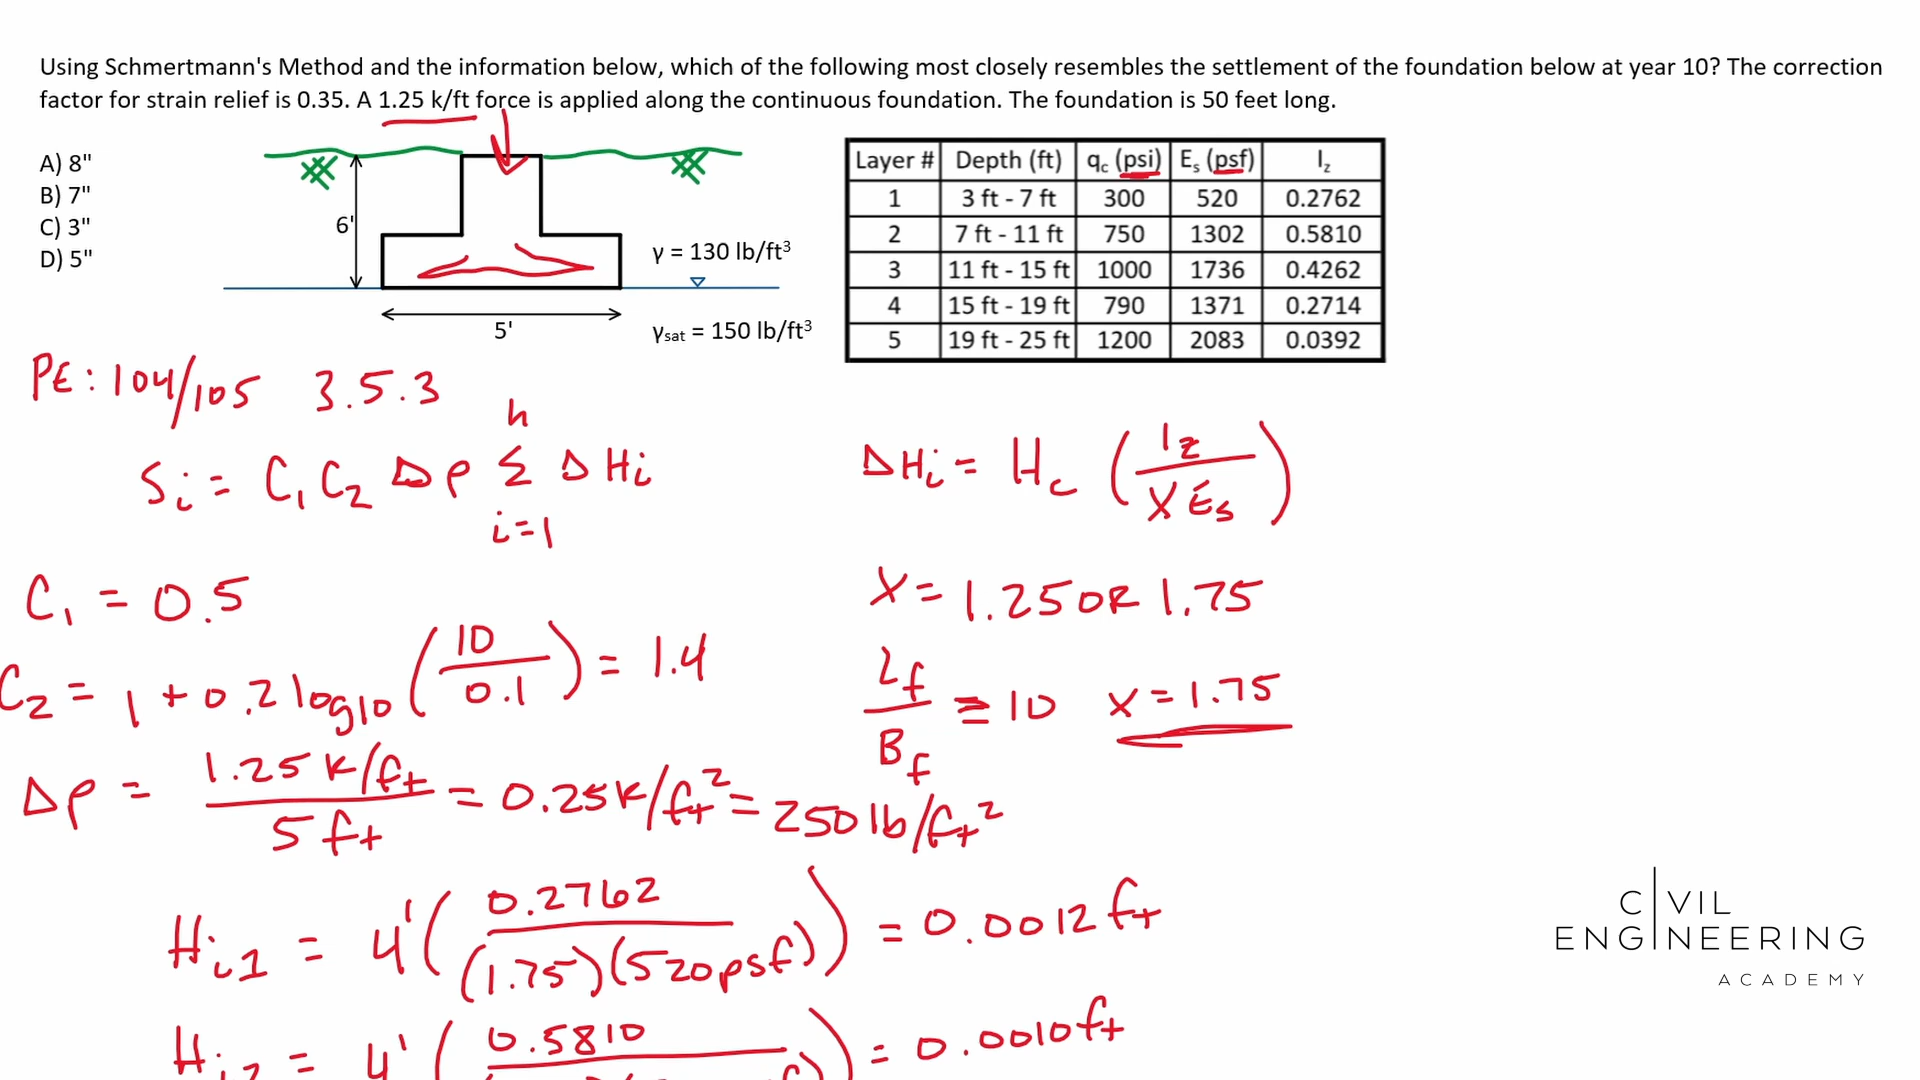 Using Schmertmann's Method and the information below, which of the following most closely resembles the settlement of the foundation below at year 10? The correction
factor for strain relief is 0.35. A 1.25 k/ft force is applied along the continuous foundation. The foundation is 50 feet long.
A) 8"
B) 7"
C) 3"
D) 5"
6'
5'
γ = 130 lb/ft³
γsat = 150 lb/ft³
Layer # Depth (ft) qc (psi) Es (psf) Iz
1 3 ft - 7 ft 300 520 0.2762
2 7 ft - 11 ft 750 1302 0.5810
3 11 ft - 15 ft 1000 1736 0.4262
4 15 ft - 19 ft 790 1371 0.2714
5 19 ft - 25 ft 1200 2083 0.0392
PE: 104/105 3.5.3
Si = C1 C2 Δp Σ ΔHi
n
i=1
ΔHi = Hc (Iz / XEs)
C1 = 0.5
X = 1.25 OR 1.75
C2 = 1 + 0.2 log10 (10 / 0.1) = 1.4
Lf / Bf ≥ 10 X = 1.75
Δp = 1.25 k/ft / 5 ft = 0.25 k/ft² = 250 lb/ft²
Hi1 = 4' (0.2762 / (1.75)(520psf)) = 0.0012 ft
Hi2 = 4' ( 0.5810 ) = 0.0010 ft
CIVIL
ENGINEERING
ACADEMY